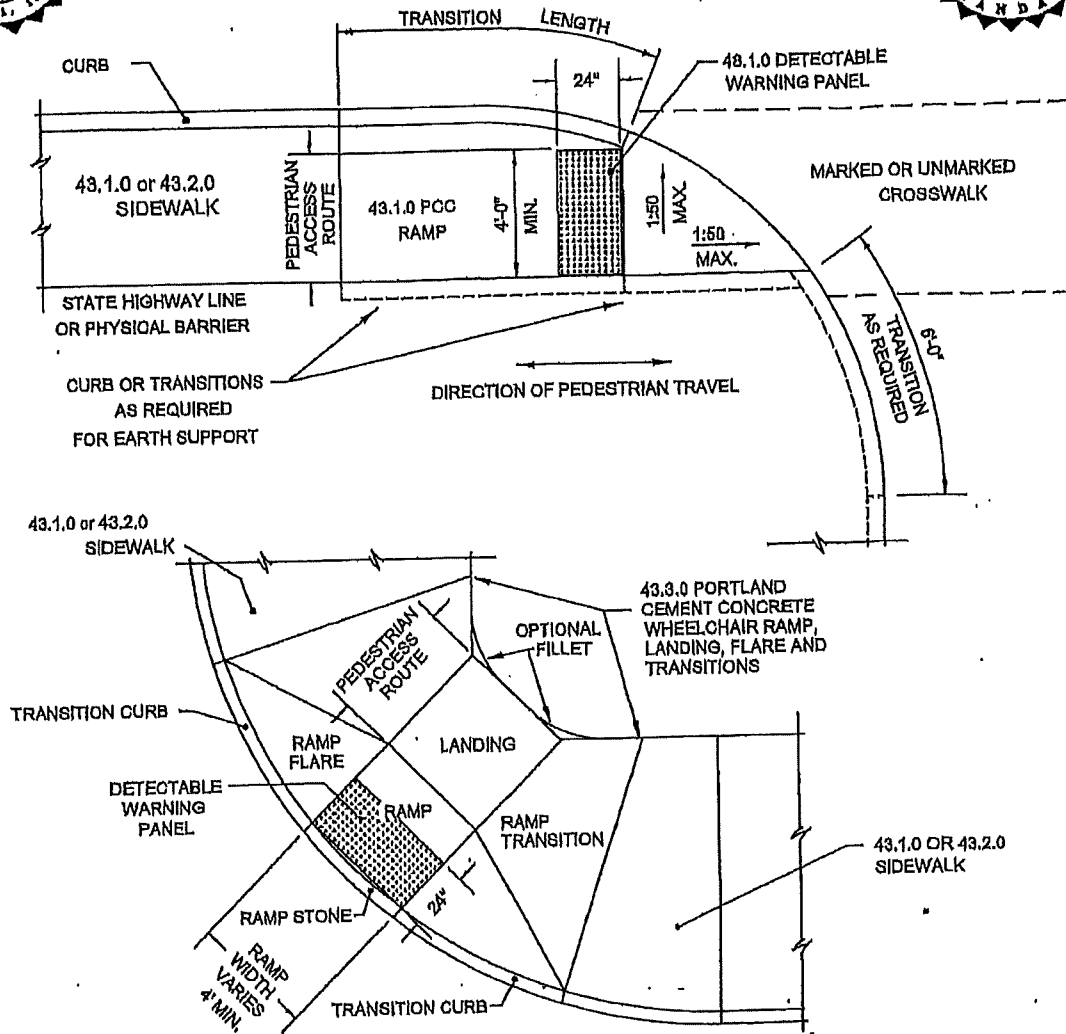 TRANSITION LENGTH
CURB
24"
48.1.0 DETECTABLE
WARNING PANEL
43.1.0 or 43.2.0
SIDEWALK
PEDESTRIAN
ACCESS
ROUTE
43.1.0 PCC
RAMP
4'-0"
MIN.
1:50
MAX.
1:50
MAX.
MARKED OR UNMARKED
CROSSWALK
STATE HIGHWAY LINE
OR PHYSICAL BARRIER
6'-0"
TRANSITION
AS REQUIRED
CURB OR TRANSITIONS
AS REQUIRED
FOR EARTH SUPPORT
DIRECTION OF PEDESTRIAN TRAVEL
43.1.0 or 43.2.0
SIDEWALK
43.3.0 PORTLAND
CEMENT CONCRETE
WHEELCHAIR RAMP,
LANDING, FLARE AND
TRANSITIONS
OPTIONAL
FILLET
PEDESTRIAN
ACCESS
ROUTE
TRANSITION CURB
RAMP
FLARE
LANDING
DETECTABLE
WARNING
PANEL
RAMP
RAMP
TRANSITION
43.1.0 OR 43.2.0
SIDEWALK
24"
RAMP STONE
RAMP
WIDTH
VARIES
4' MIN.
TRANSITION CURB